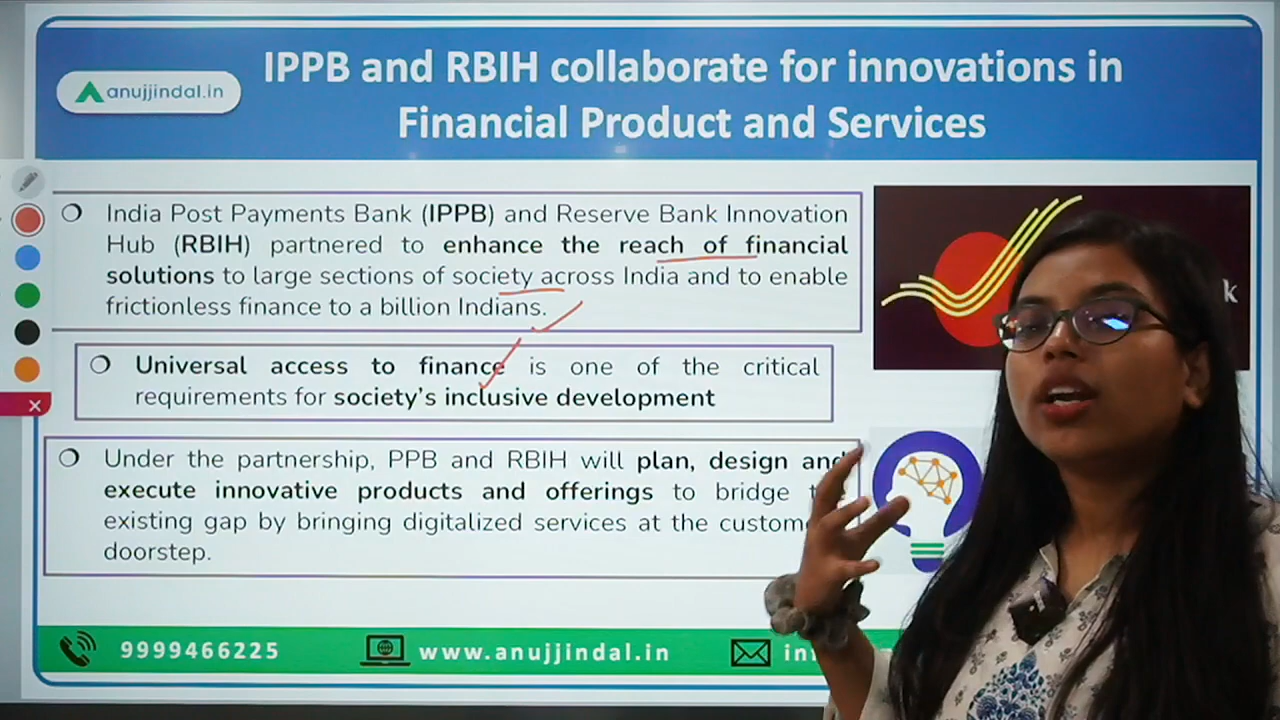 IPPB and RBIH collaborate for innovations in
Financial Product and Services
anujjindal.in
India Post Payments Bank (IPPB) and Reserve Bank Innovation
Hub (RBIH) partnered to enhance the reach of financial
solutions to large sections of society across India and to enable
frictionless finance to a billion Indians.
Universal access to finance is one of the critical
requirements for society's inclusive development
Under the partnership, PPB and RBIH will plan, design and
execute innovative products and offerings to bridge
existing gap by bringing digitalized services at the
doorstep.
9999466225
www.anujjindal.in